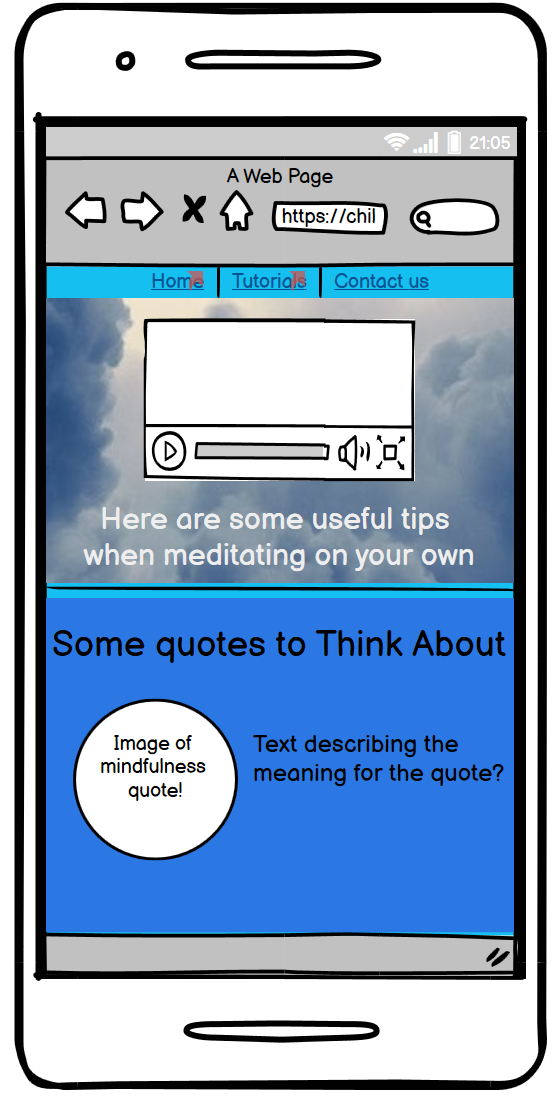 21:05
A Web Page
https://chil
Home Tutorials Contact us
Here are some useful tips
when meditating on your own
Some quotes to Think About
Image of
mindfulness
quote!
Text describing the
meaning for the quote?